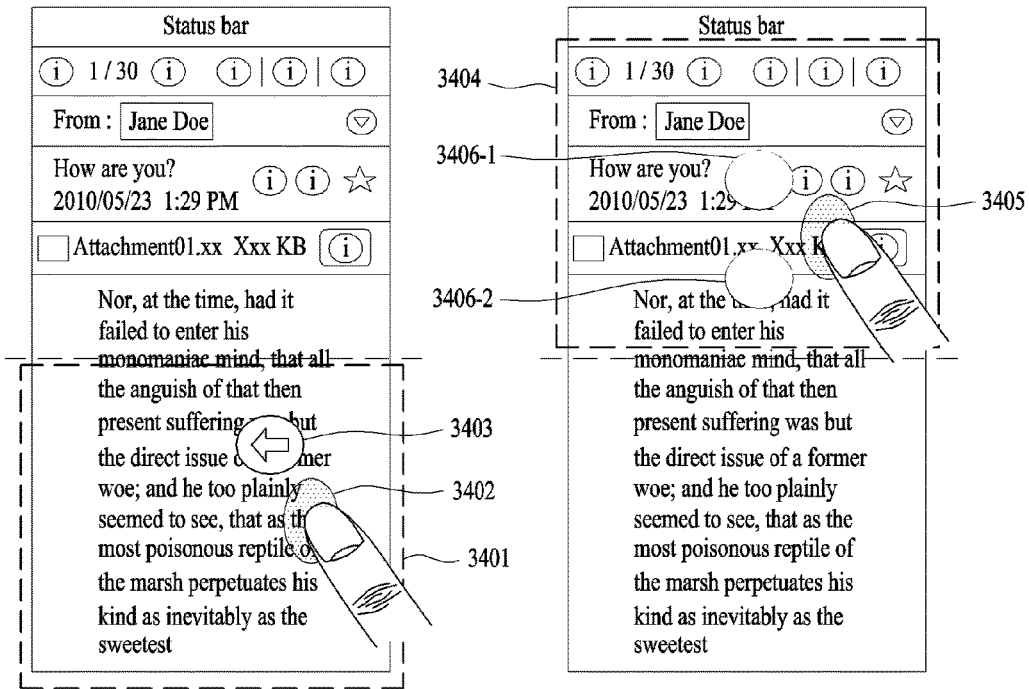 Status bar
i 1 / 30 i i i i
From : Jane Doe
How are you?
2010/05/23 1:29 PM i i
Attachment01.xx Xxx KB i
Nor, at the time, had it
failed to enter his
monomaniac mind, that all
the anguish of that then
present suffering but
the direct issue of
woe; and he too plainly
seemed to see, that as
most poisonous reptile
the marsh perpetuates his
kind as inevitably as the
sweetest
3403
3402
3401
Status bar
i 1 / 30 i i i i
From : Jane Doe
How are you? i i
2010/05/23 1:29
Attachment01.xx Xxx
Nor, at the had it
failed to enter his
monomaniac mind, that all
the anguish of that then
present suffering was but
the direct issue of a former
woe; and he too plainly
seemed to see, that as the
most poisonous reptile of
the marsh perpetuates his
kind as inevitably as the
sweetest
3404
3406-1
3405
3406-2